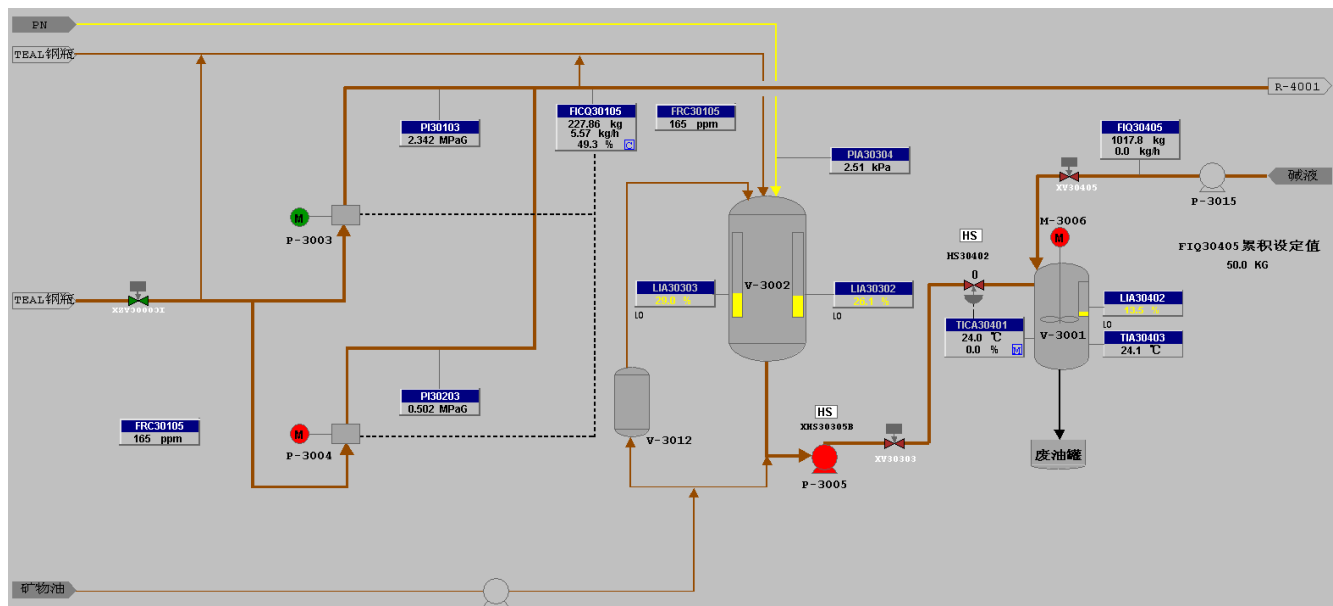 PN
TEAL钢瓶
R-4001
PI30103
2.342 MPaG
FICQ30105
227.86 kg
5.57 kg/h
49.3 %
C
FRC30105
165 ppm
PIA30304
2.51 kPa
FIQ30405
1017.8 kg
0.0 kg/h
XV30405
P-3015
碱液
M
P-3003
M-3006
M
HS
HS30402
0
FIQ30405累积设定值
50.0 KG
TEAL钢瓶
XZV30003I
LIA30303
29.0 %
LO
V-3002
LIA30302
26.1 %
LO
TICA30401
24.0 ℃
0.0 %
M
V-3001
LIA30402
13.5 %
LO
TIA30403
24.1 ℃
PI30203
0.502 MPaG
FRC30105
165 ppm
M
P-3004
V-3012
HS
XHS30305B
P-3005
XV30303
废油罐
矿物油